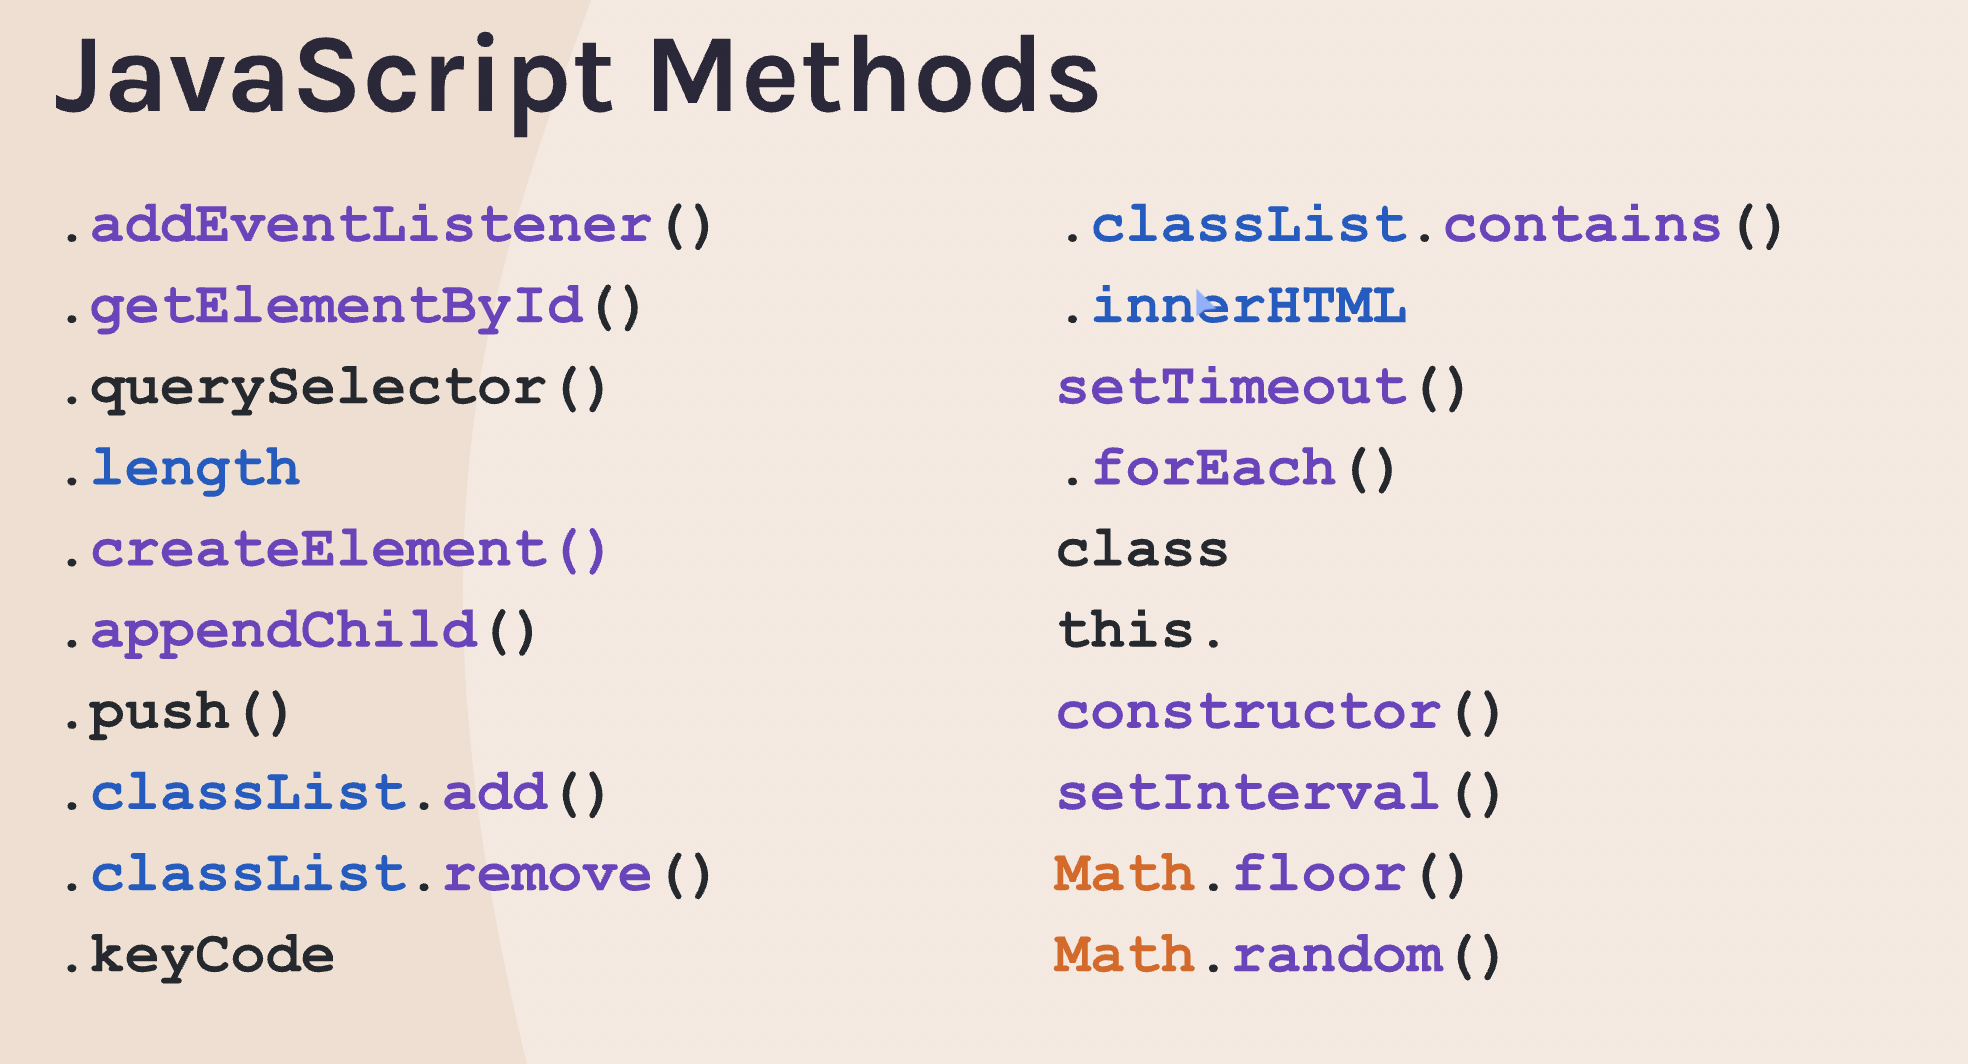 JavaScript Methods
.addEventListener()
.getElementById()
.querySelector()
.length
.createElement()
.appendChild()
.push()
.classList.add()
.classList.remove()
.keyCode
.classList.contains()
.innerHTML
setTimeout()
.forEach()
class
this.
constructor()
setInterval()
Math.floor()
Math.random()